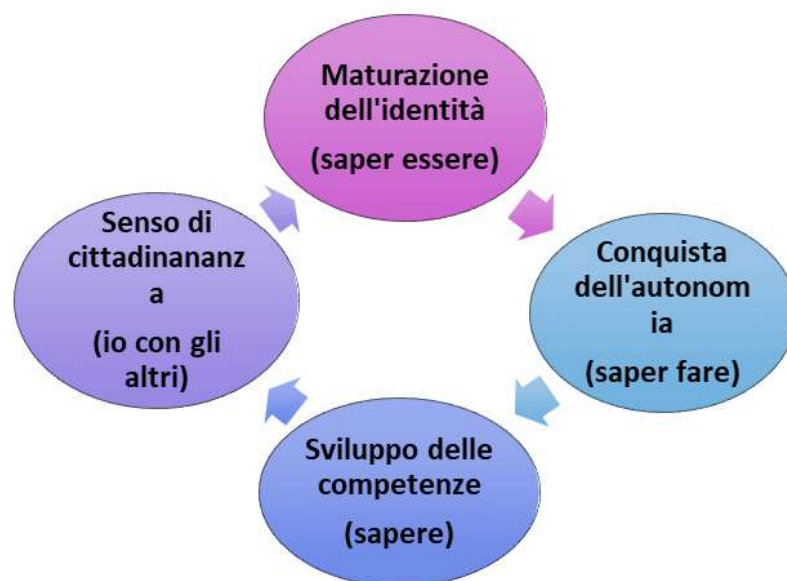 Maturazione
dell'identità
(saper essere)
Conquista
dell'autonom
ia
(saper fare)
Sviluppo delle
competenze
(sapere)
Senso di
cittadinananz
a
(io con gli
altri)